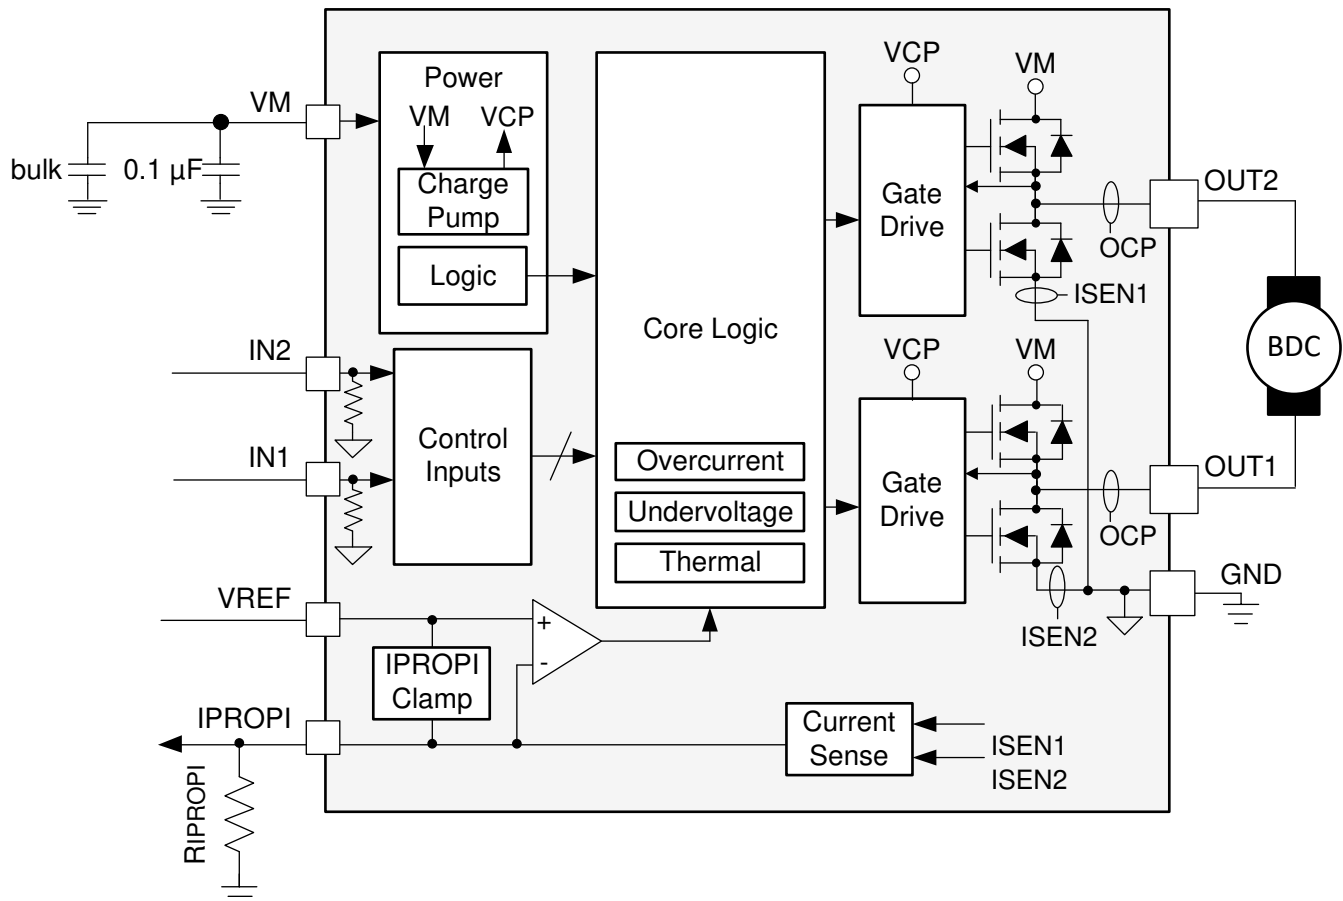 VM
bulk
0.1 µF
Power
VM
VCP
Charge
Pump
Logic
IN2
IN1
Control
Inputs
VREF
IPROPI
Clamp
IPROPI
RIPROPI
+
-
Core Logic
Overcurrent
Undervoltage
Thermal
VCP
VM
Gate
Drive
OCP
ISEN1
OUT2
BDC
VCP
VM
Gate
Drive
OCP
ISEN2
OUT1
GND
Current
Sense
ISEN1
ISEN2